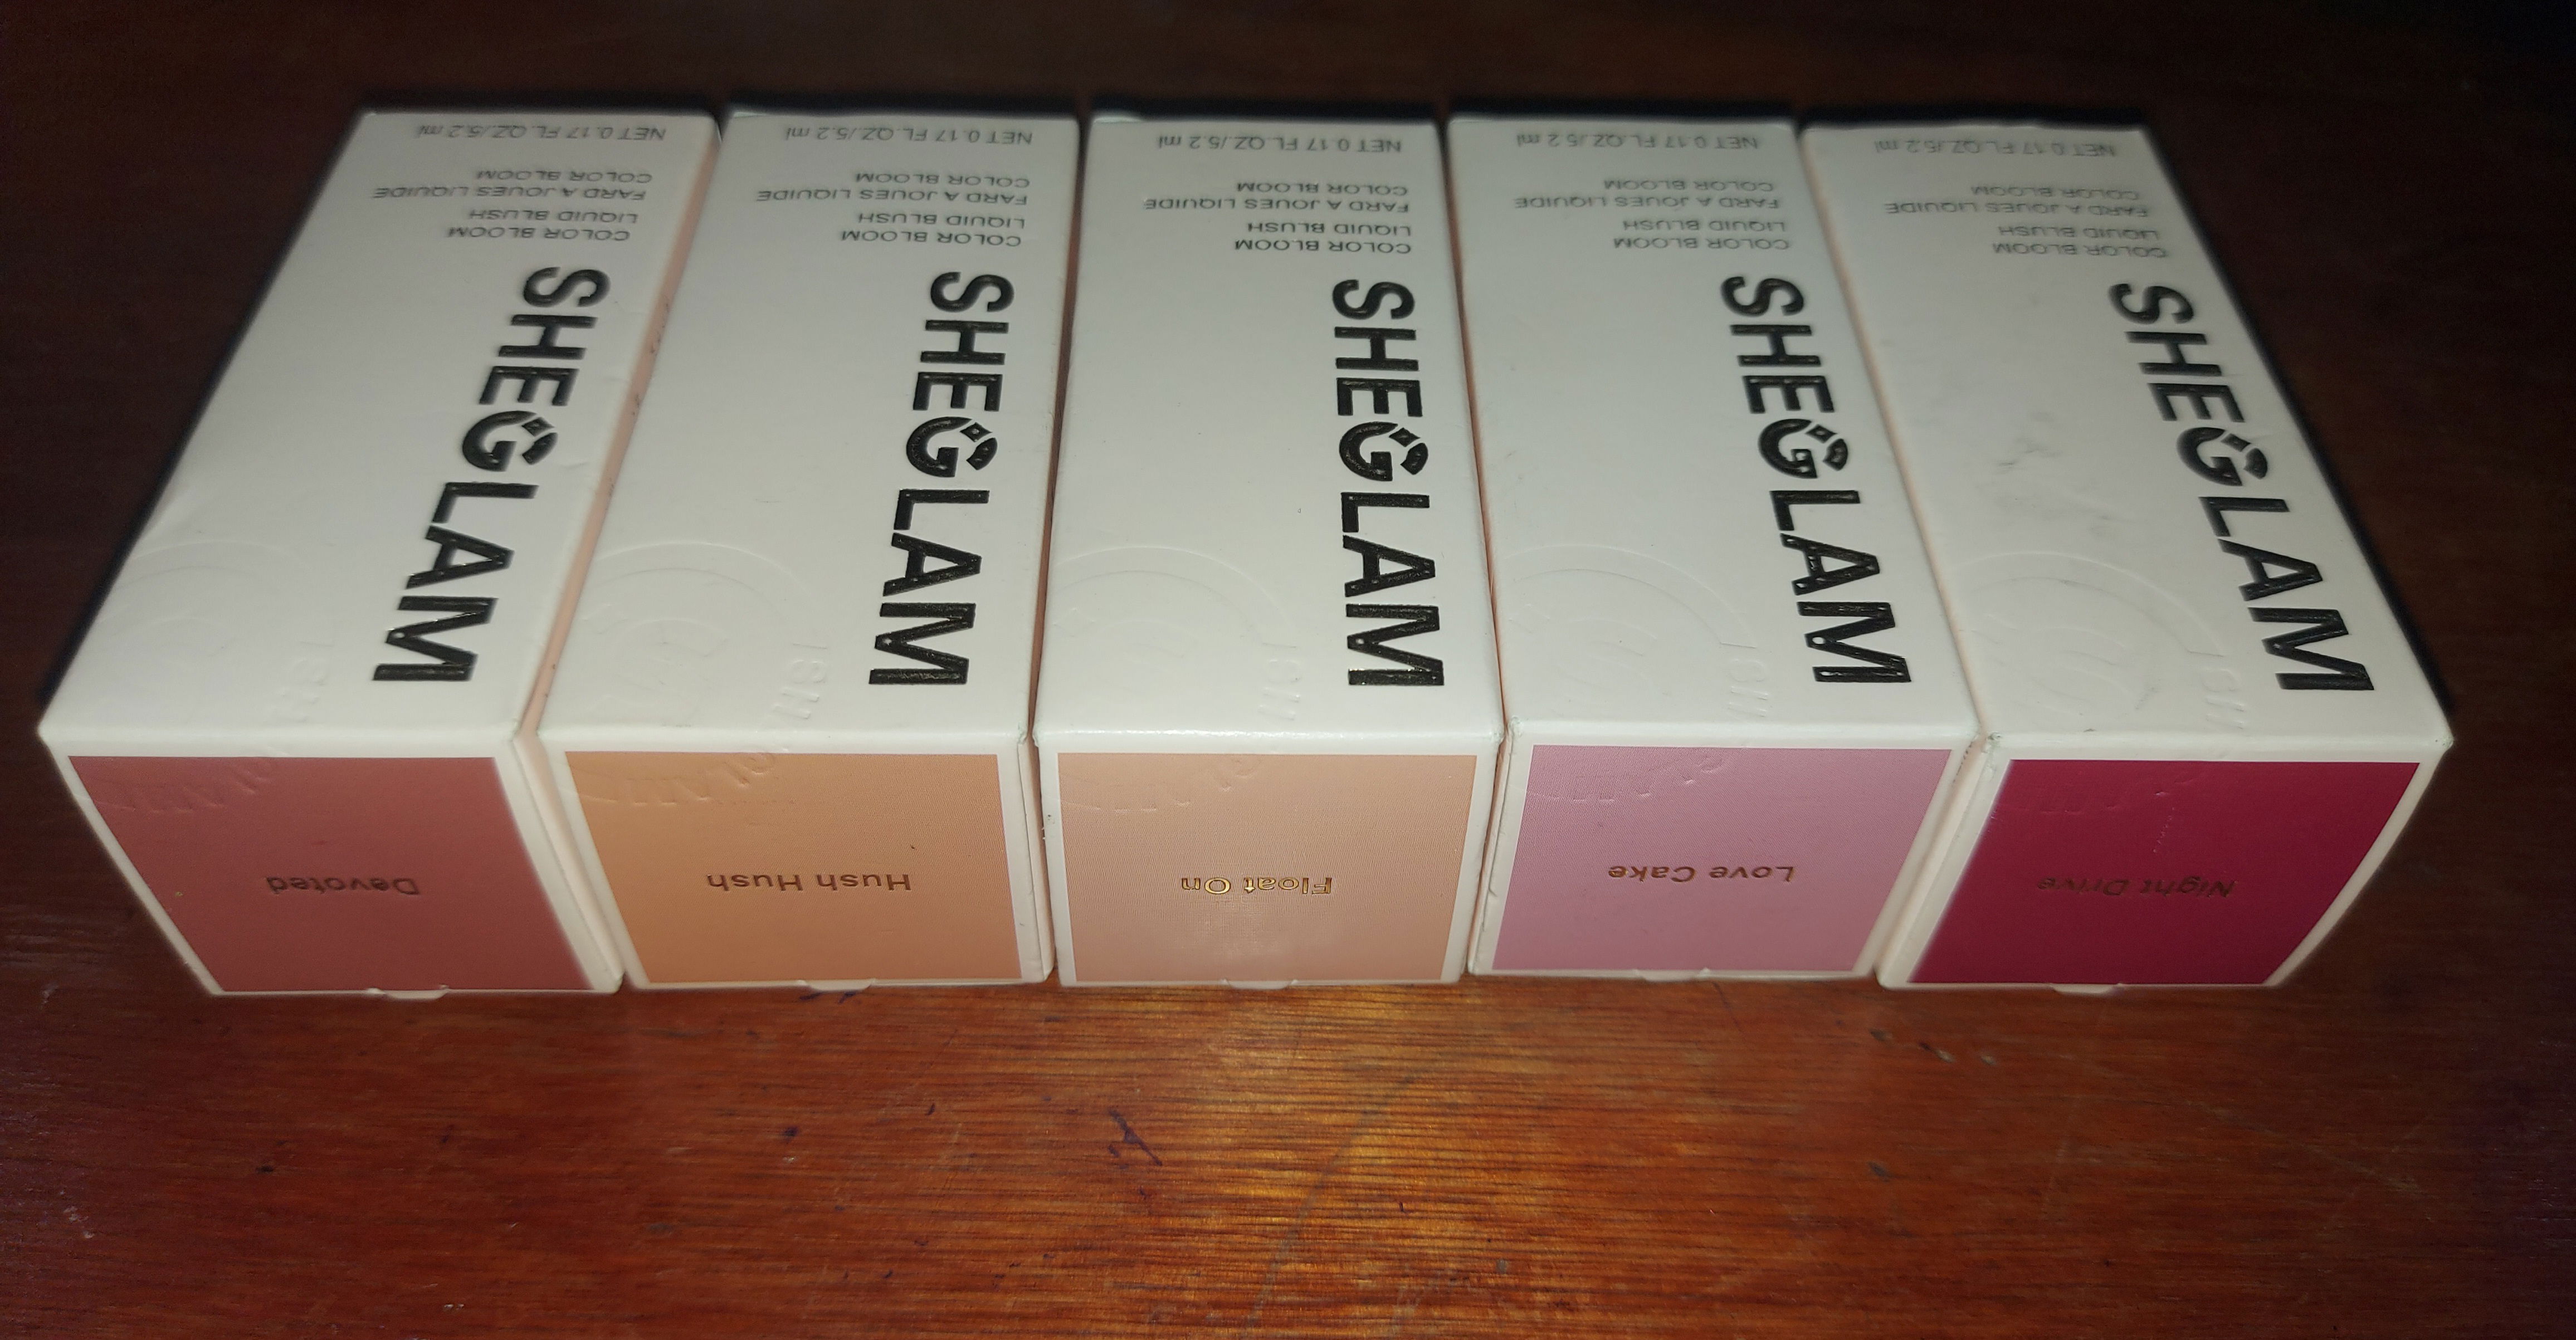 NET 0.17 FL.OZ./5.2 ml
COLOR BLOOM
FARD A JOUES LIQUIDE
COLOR BLOOM
LIQUID BLUSH
SHEGLAM
Devoted
NET 0.17 FL.OZ./5.2 ml
COLOR BLOOM
FARD A JOUES LIQUIDE
COLOR BLOOM
LIQUID BLUSH
SHEGLAM
Hush Hush
NET 0.17 FL.OZ./5.2 ml
COLOR BLOOM
FARD A JOUES LIQUIDE
COLOR BLOOM
LIQUID BLUSH
SHEGLAM
Float On
NET 0.17 FL.OZ./5.2 ml
COLOR BLOOM
FARD A JOUES LIQUIDE
COLOR BLOOM
LIQUID BLUSH
SHEGLAM
Love Cake
NET 0.17 FL.OZ./5.2 ml
COLOR BLOOM
FARD A JOUES LIQUIDE
COLOR BLOOM
LIQUID BLUSH
SHEGLAM
Night Drive